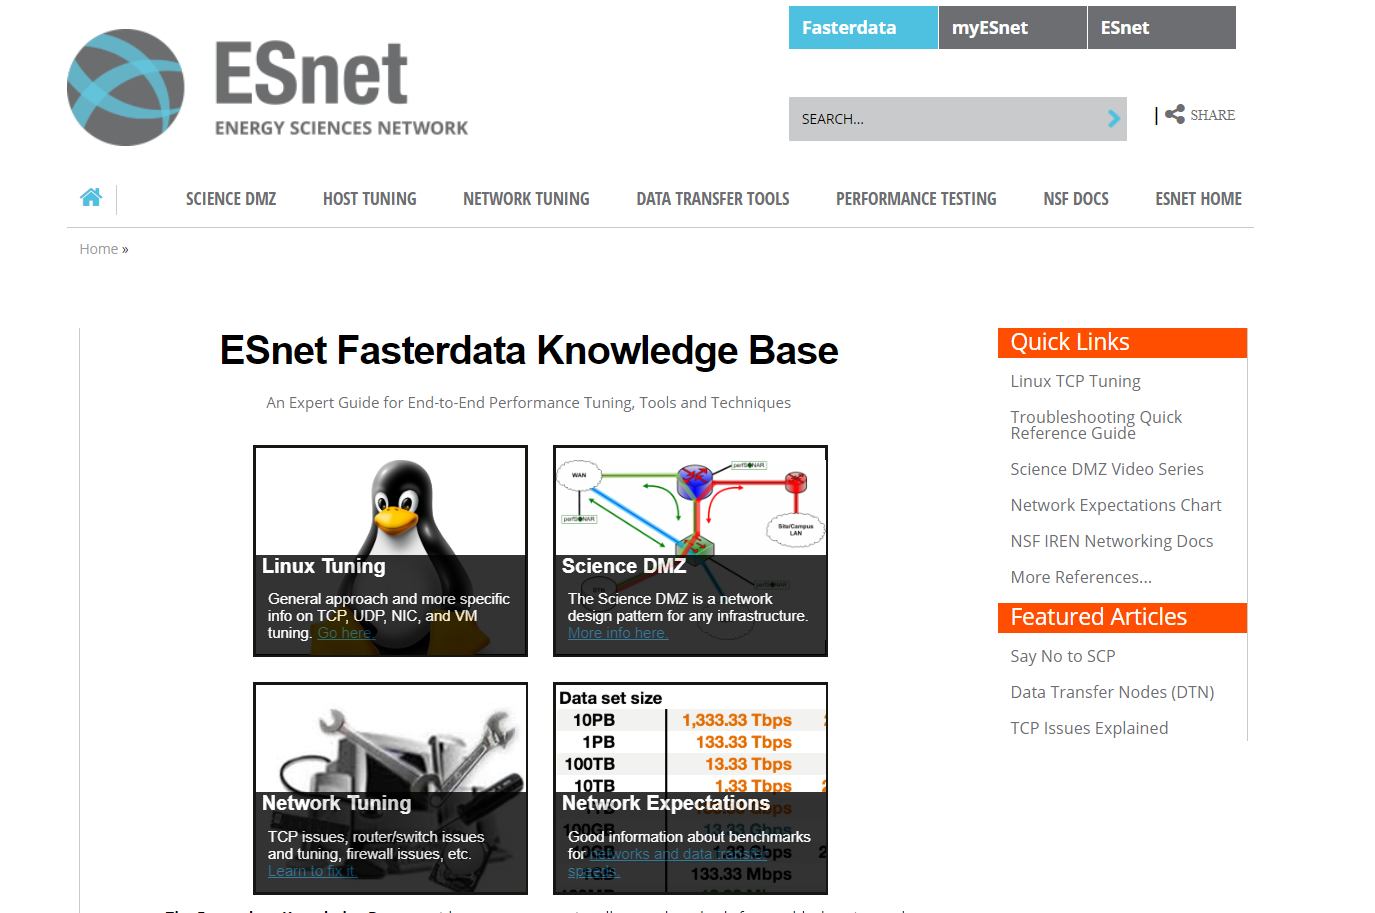 Fasterdata
myESnet
ESnet
ESnet
ENERGY SCIENCES NETWORK
SEARCH...
SHARE
SCIENCE DMZ
HOST TUNING
NETWORK TUNING
DATA TRANSFER TOOLS
PERFORMANCE TESTING
NSF DOCS
ESNET HOME
Home »
ESnet Fasterdata Knowledge Base
An Expert Guide for End-to-End Performance Tuning, Tools and Techniques
Linux Tuning
General approach and more specific
info on TCP, UDP, NIC, and VM
tuning. Go here.
WAN
perfSONAR
perfSONAR
Site/Campus
LAN
perfSONAR
Science DMZ
The Science DMZ is a network
design pattern for any infrastructure.
More info here.
Network Tuning
TCP issues, router/switch issues
and tuning, firewall issues, etc.
Learn to fix it.
Data set size
10PB 1,333.33 Tbps
1PB 133.33 Tbps
100TB 13.33 Tbps
10TB 1.33 Tbps
Network Expectations
Good information about benchmarks
for networks and data transfer
speeds.
1GB 133.33 Mbps
Quick Links
Linux TCP Tuning
Troubleshooting Quick
Reference Guide
Science DMZ Video Series
Network Expectations Chart
NSF IREN Networking Docs
More References...
Featured Articles
Say No to SCP
Data Transfer Nodes (DTN)
TCP Issues Explained